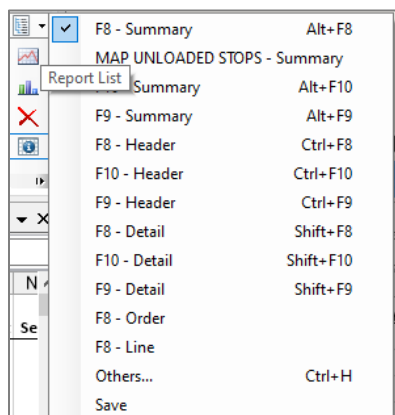 F8 - Summary Alt+F8
MAP UNLOADED STOPS - Summary
Report List
Summary Alt+F10
F9 - Summary Alt+F9
F8 - Header Ctrl+F8
F10 - Header Ctrl+F10
F9 - Header Ctrl+F9
F8 - Detail Shift+F8
F10 - Detail Shift+F10
F9 - Detail Shift+F9
N
F8 - Order
Se
F8 - Line
Others... Ctrl+H
Save